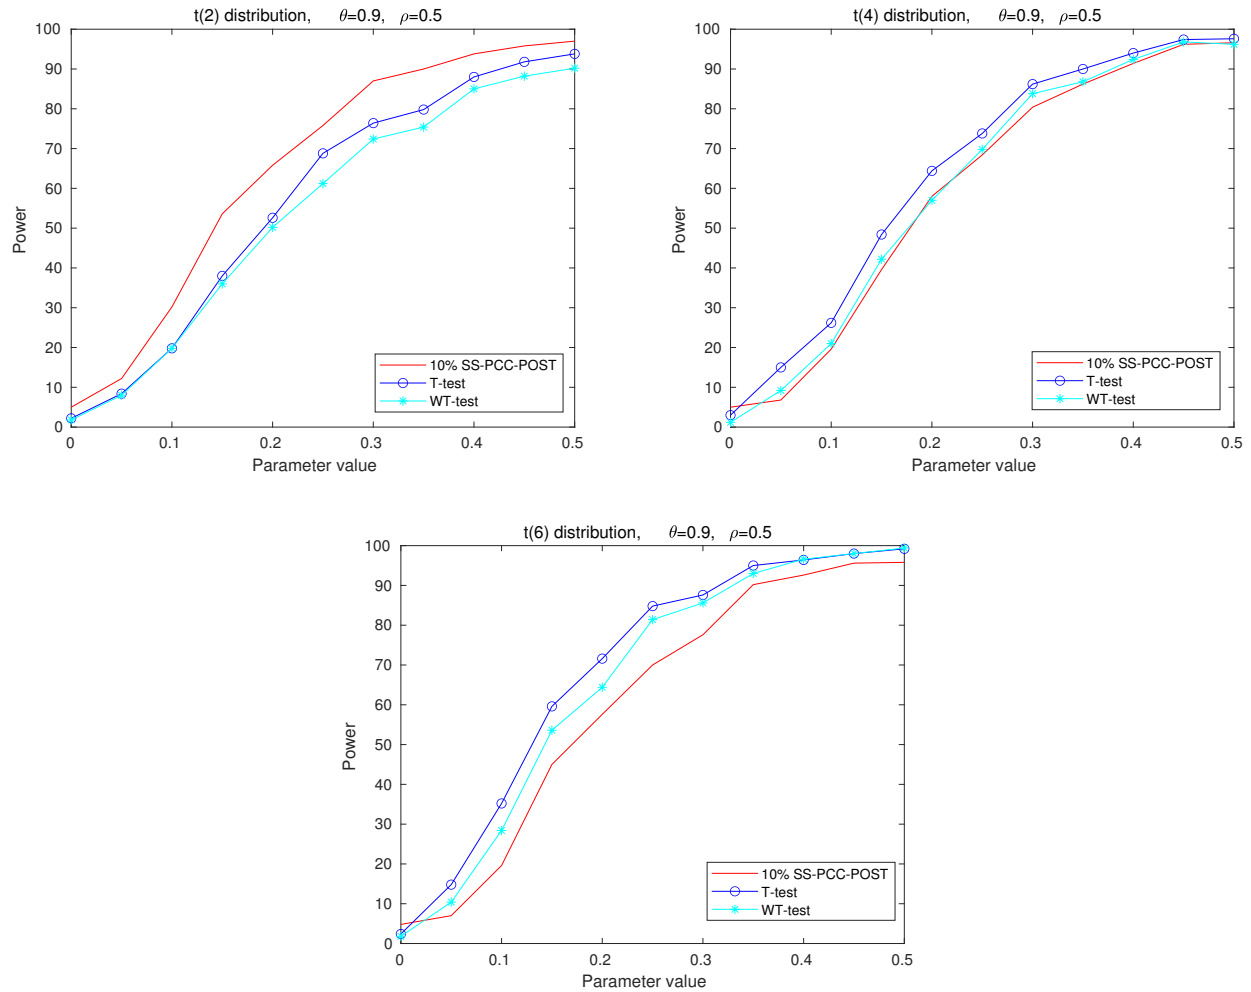 t(2) distribution, θ=0.9, ρ=0.5
100
90
80
70
60
50
40
30
20
10
0
Power
10% SS-PCC-POST
T-test
WT-test
0 0.1 0.2 0.3 0.4 0.5
Parameter value
t(4) distribution, θ=0.9, ρ=0.5
100
90
80
70
60
50
40
30
20
10
0
Power
10% SS-PCC-POST
T-test
WT-test
0 0.1 0.2 0.3 0.4 0.5
Parameter value
t(6) distribution, θ=0.9, ρ=0.5
100
90
80
70
60
50
40
30
20
10
0
Power
10% SS-PCC-POST
T-test
WT-test
0 0.1 0.2 0.3 0.4 0.5
Parameter value